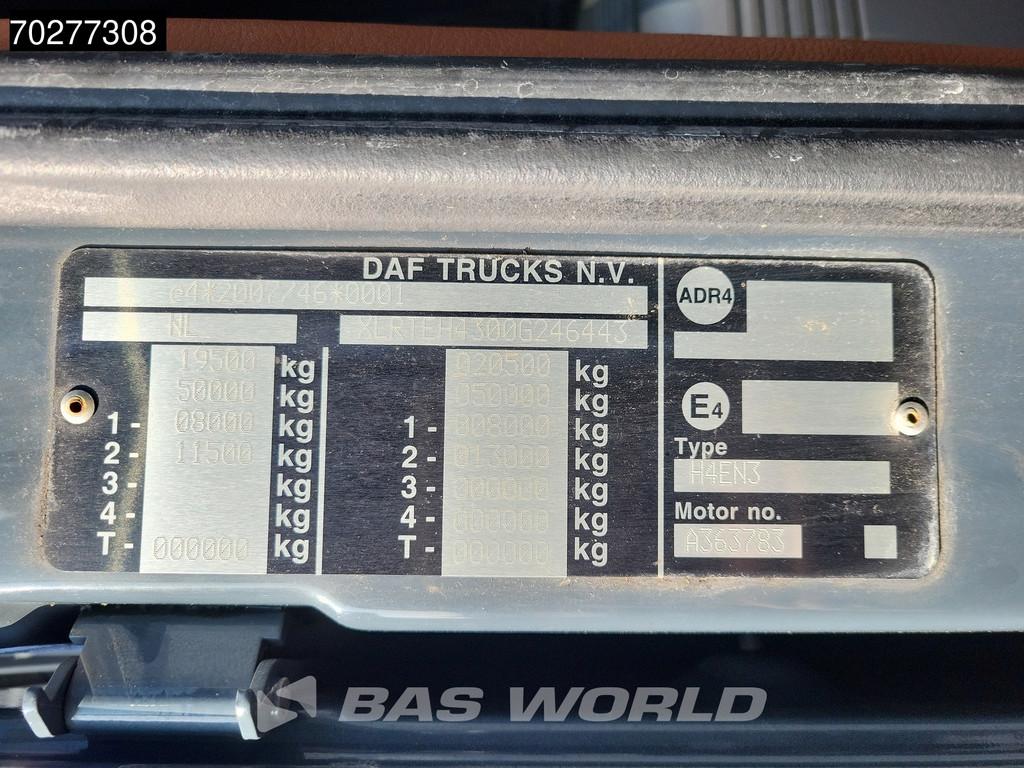 70277308
DAF TRUCKS N.V.
e4*2007/46*0001
NL XLRTEH4300G246443
19500 kg 020500 kg
50000 kg 050000 kg
1- 08000 kg 1- 008000 kg
2- 11500 kg 2- 013000 kg
3- kg 3- 000000 kg
4- kg 4- 000000 kg
T- 000000 kg T- 000000 kg
ADR4
E4
Type
H4EN3
Motor no.
A363783
BAS WORLD